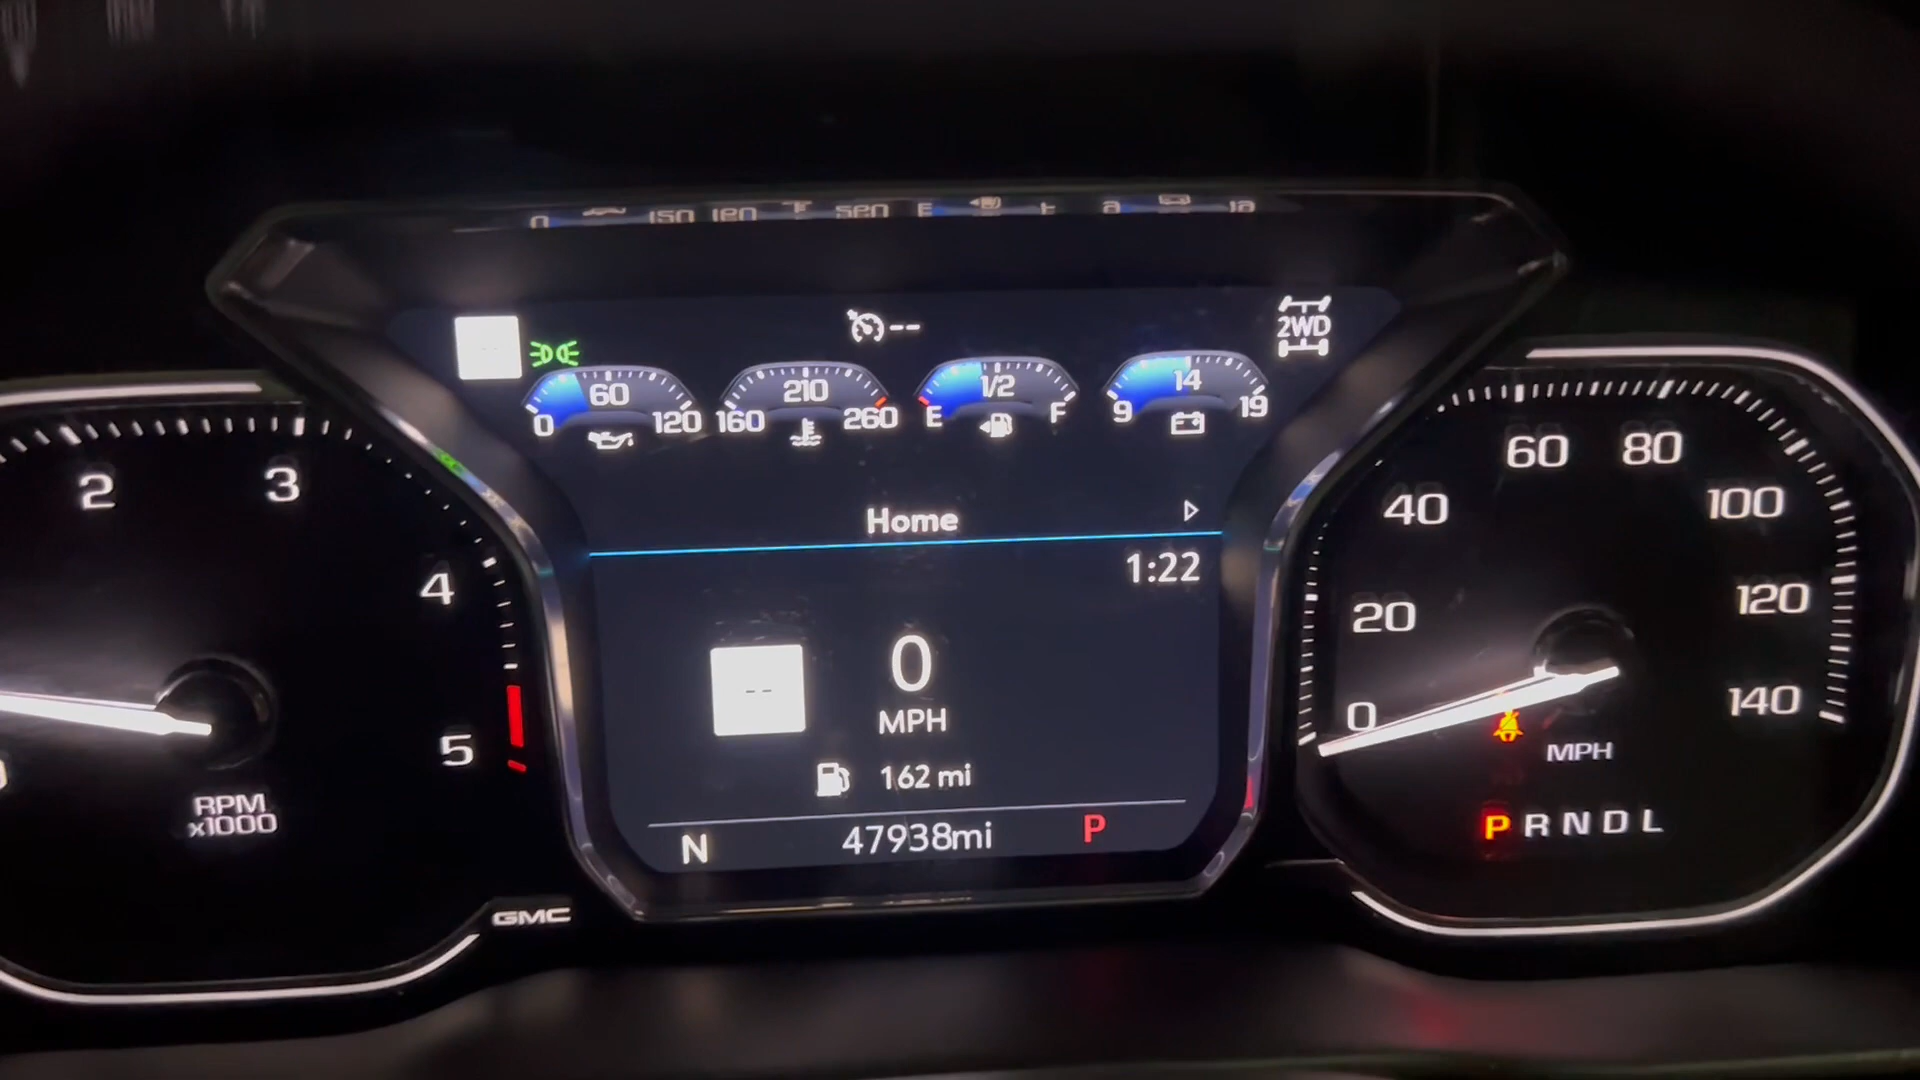 --
2WD
60
0 120
210
160 260
1/2
E F
14
9 19
Home
1:22
0
MPH
--
162 mi
N 47938mi P
2
3
4
5
RPM
x1000
GMC
0
20
40
60
80
100
120
140
MPH
P R N D L